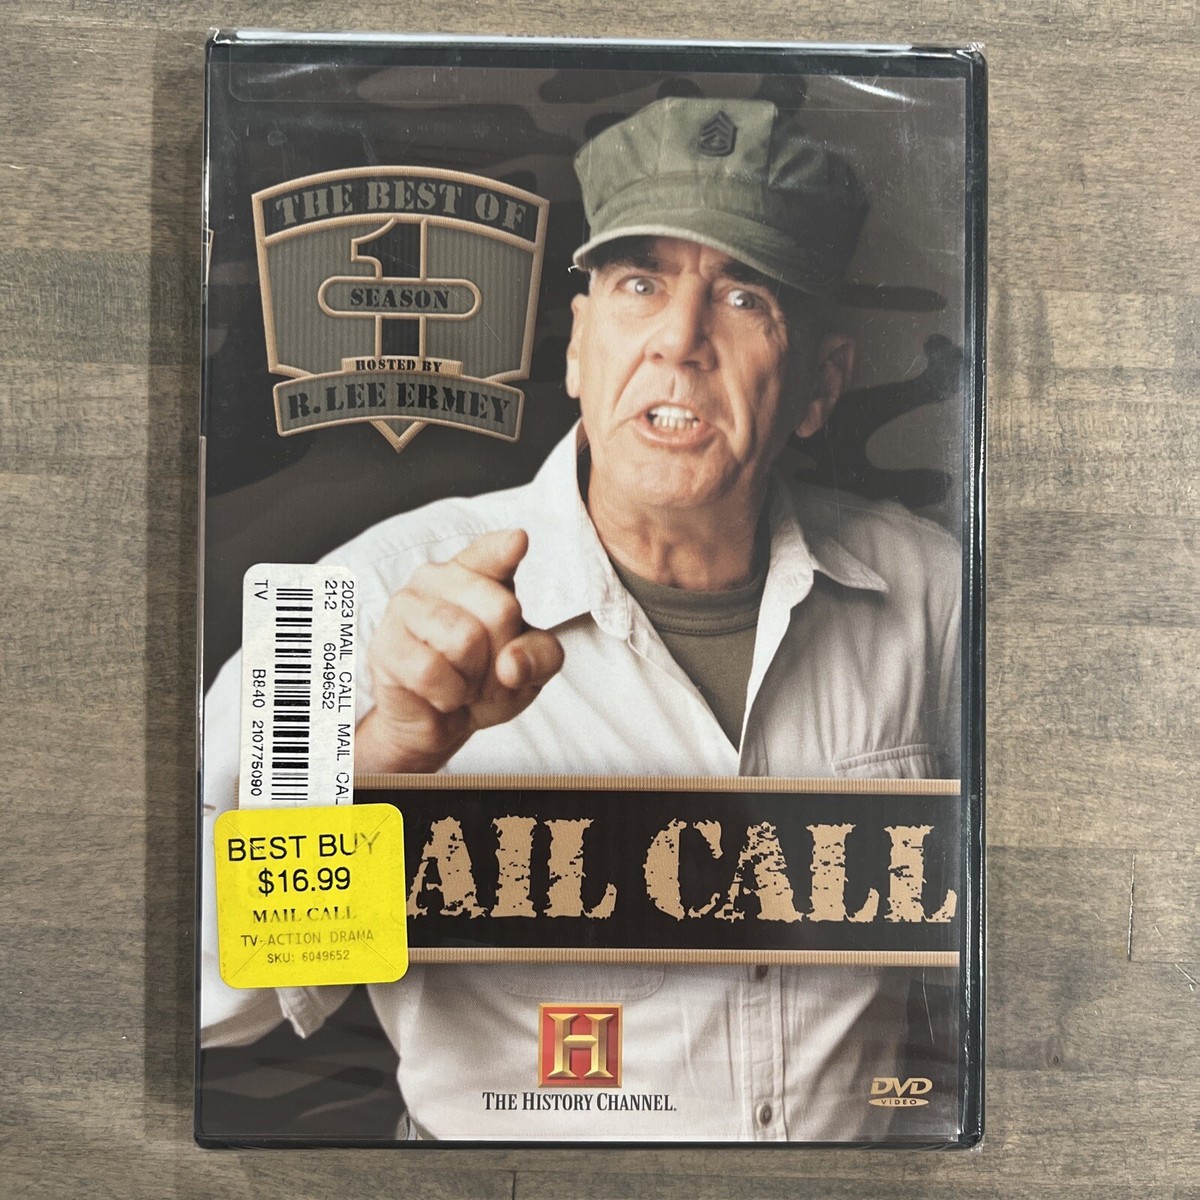 THE BEST OF
1
SEASON
HOSTED BY
R. LEE ERMEY
2023 MAIL CALL MAIL CAL
21-2 6049652
TV B840 210775090
BEST BUY
$16.99
MAIL CALL
TV-ACTION DRAMA
SKU: 6049652
AIL CALL
H
THE HISTORY CHANNEL.
DVD
VIDEO